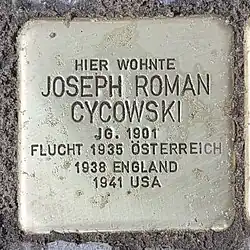 HIER WOHNTE
JOSEPH ROMAN
CYCOWSKI
JG. 1901
FLUCHT 1935 ÖSTERREICH
1938 ENGLAND
1941 USA